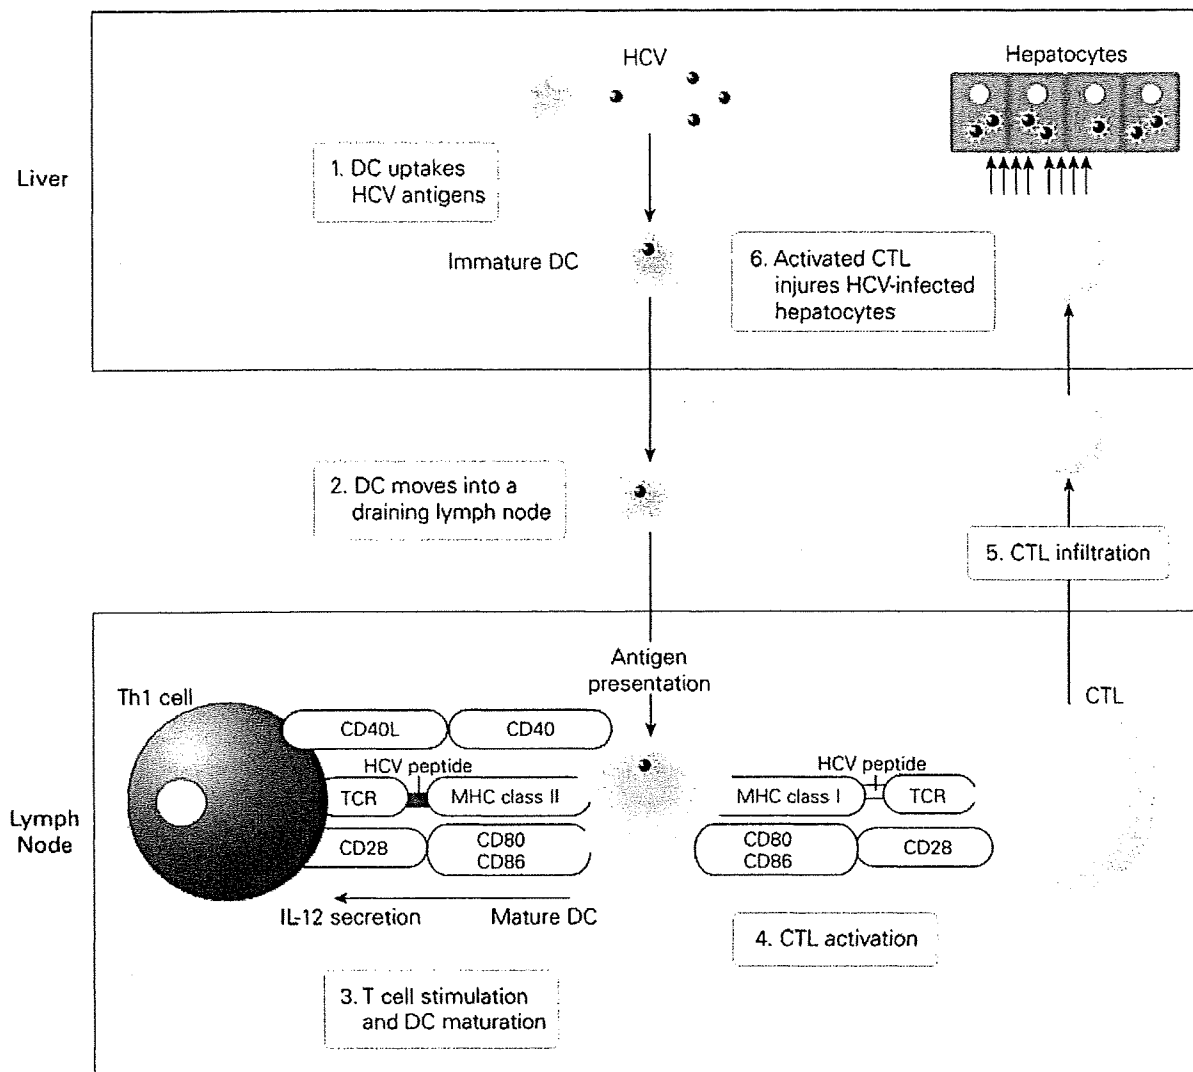 Liver
HCV
Hepatocytes
1. DC uptakes
HCV antigens
Immature DC
6. Activated CTL
injures HCV-infected
hepatocytes
2. DC moves into a
draining lymph node
5. CTL infiltration
Lymph
Node
Antigen
presentation
Th1 cell
CTL
CD40L
CD40
HCV peptide
TCR
MHC class II
CD28
CD80
CD86
HCV peptide
MHC class I
TCR
CD80
CD86
CD28
IL-12 secretion
Mature DC
4. CTL activation
3. T cell stimulation
and DC maturation